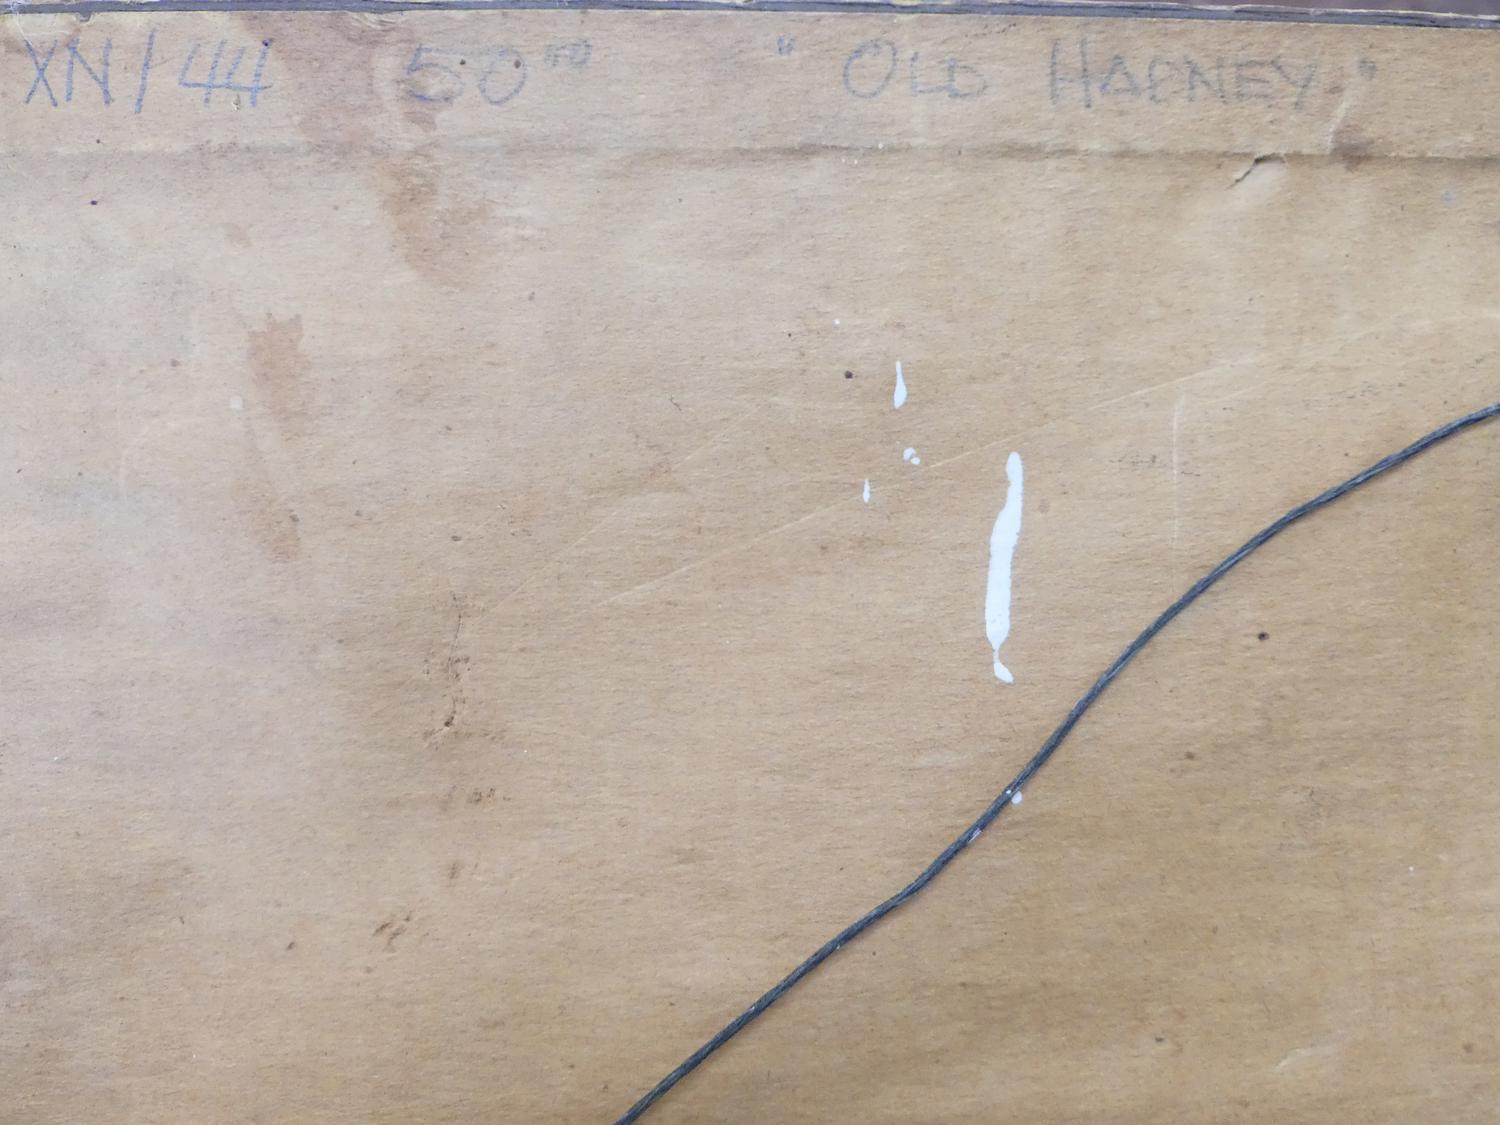 XN/44 50"" " OLD HACNEY "